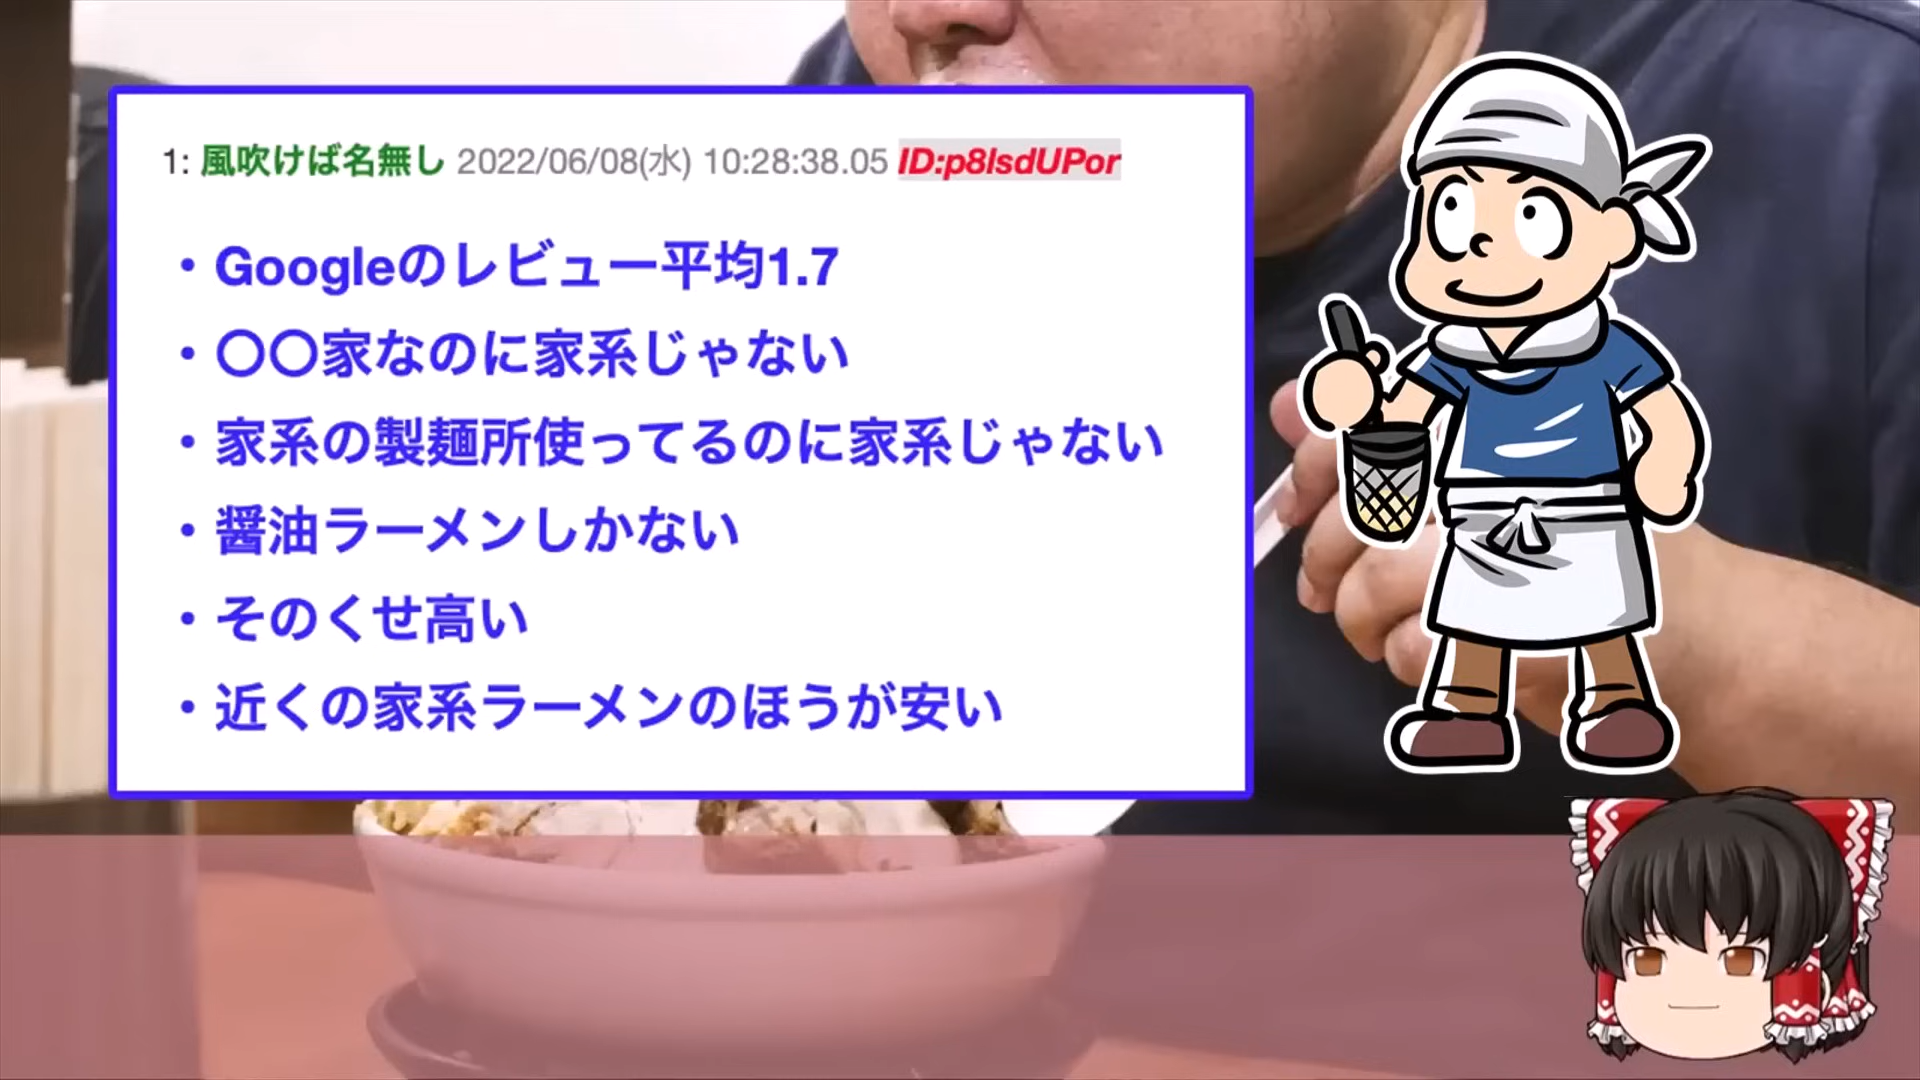 1: 風吹けば名無し 2022/06/08(水) 10:28:38.05 ID:p8lsdUPor
・Googleのレビュー平均1.7
・〇〇家なのに家系じゃない
・家系の製麺所使ってるのに家系じゃない
・醤油ラーメンしかない
・そのくせ高い
・近くの家系ラーメンのほうが安い